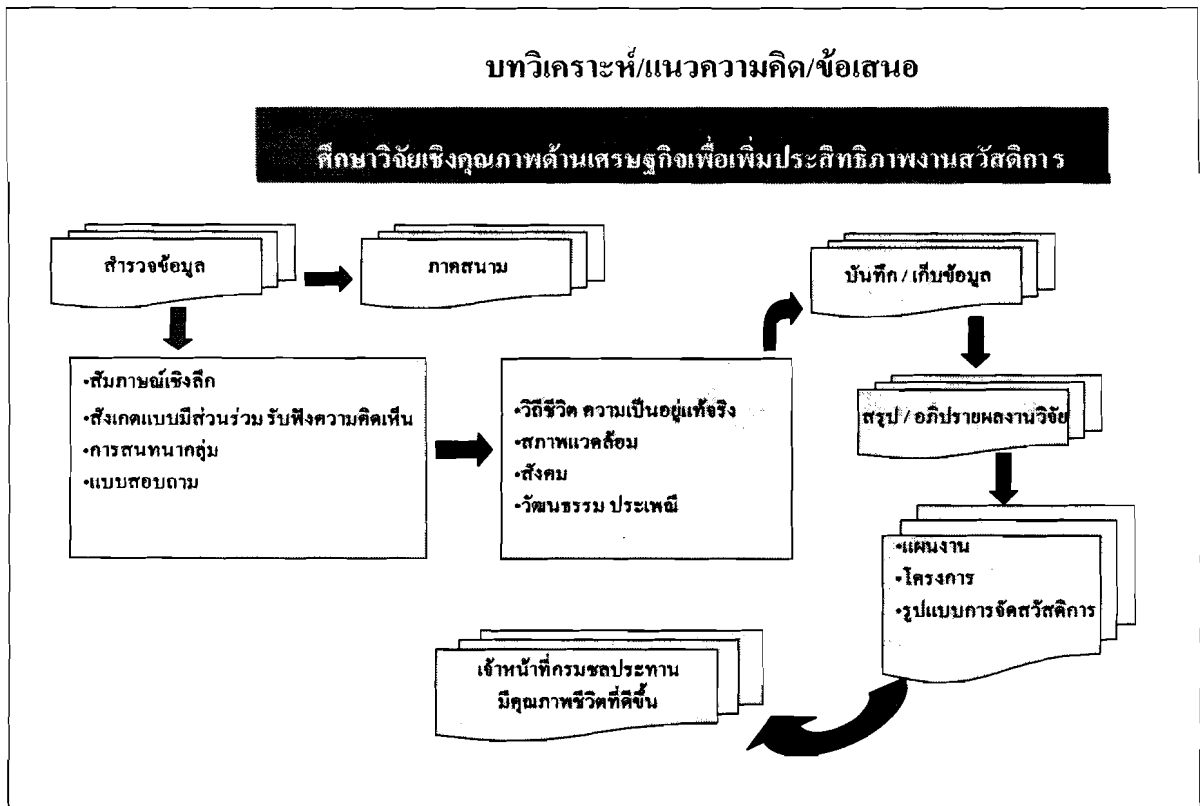 บทวิเคราะห์/แนวความคิด/ข้อเสนอ
ศึกษาวิจัยเชิงคุณภาพด้านเศรษฐกิจเพื่อเพิ่มประสิทธิภาพงานสวัสดิการ
สำรวจข้อมูล
ภาคสนาม
บันทึก / เก็บข้อมูล
•สัมภาษณ์เชิงลึก
•สังเกตแบบมีส่วนร่วม รับฟังความคิดเห็น
•การสนทนากลุ่ม
•แบบสอบถาม
•วิถีชีวิต ความเป็นอยู่แท้จริง
•สภาพแวดล้อม
•สังคม
•วัฒนธรรม ประเพณี
สรุป / อภิปรายผลงานวิจัย
•แผนงาน
•โครงการ
•รูปแบบการจัดสวัสดิการ
เจ้าหน้าที่กรมชลประทาน
มีคุณภาพชีวิตที่ดีขึ้น